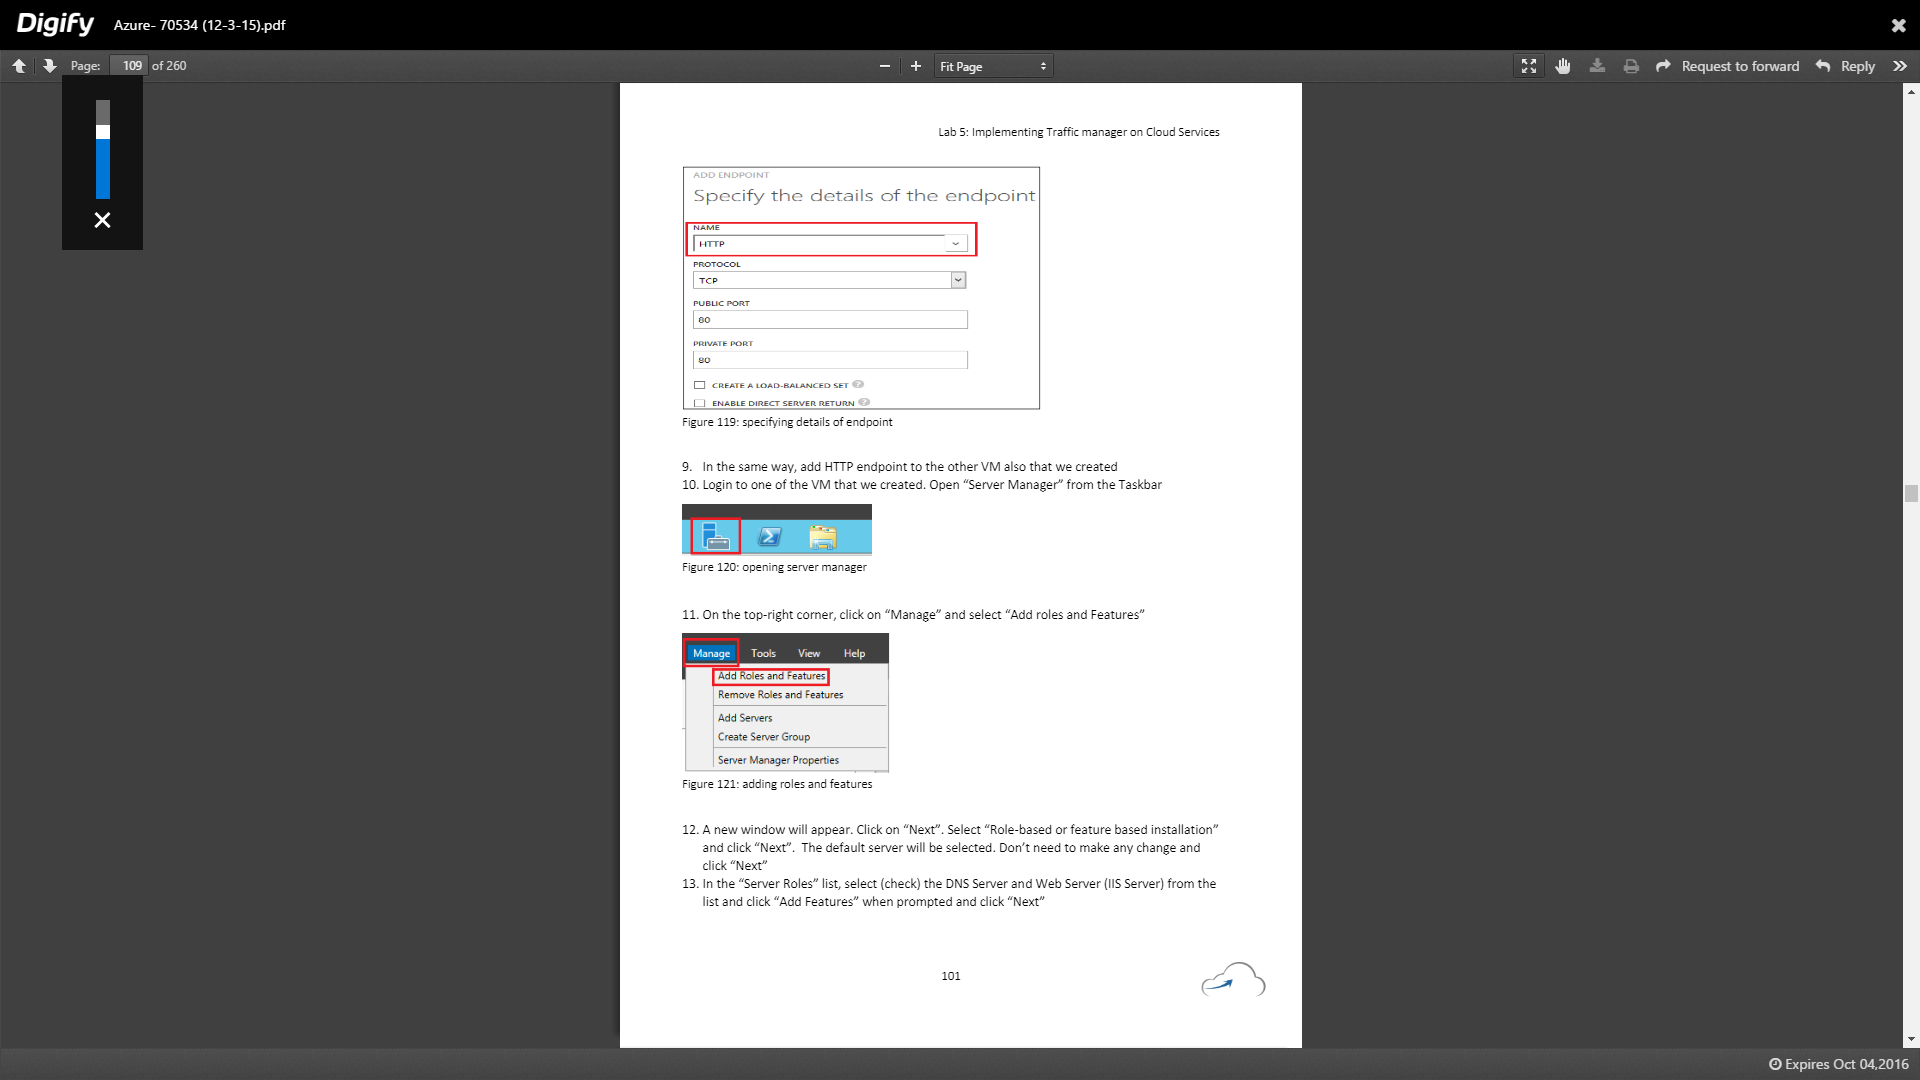 Digify Azure- 70534 (12-3-15).pdf
Page: 109 of 260
Fit Page
Request to forward
Reply
Lab 5: Implementing Traffic manager on Cloud Services
ADD ENDPOINT
Specify the details of the endpoint
NAME
HTTP
PROTOCOL
TCP
PUBLIC PORT
80
PRIVATE PORT
80
CREATE A LOAD-BALANCED SET ?
ENABLE DIRECT SERVER RETURN ?
Figure 119: specifying details of endpoint
9. In the same way, add HTTP endpoint to the other VM also that we created
10. Login to one of the VM that we created. Open “Server Manager” from the Taskbar
Figure 120: opening server manager
11. On the top-right corner, click on “Manage” and select “Add roles and Features”
Manage Tools View Help
Add Roles and Features
Remove Roles and Features
Add Servers
Create Server Group
Server Manager Properties
Figure 121: adding roles and features
12. A new window will appear. Click on “Next”. Select “Role-based or feature based installation”
and click “Next”.  The default server will be selected. Don’t need to make any change and
click “Next”
13. In the “Server Roles” list, select (check) the DNS Server and Web Server (IIS Server) from the
list and click “Add Features” when prompted and click “Next”
101
Expires Oct 04,2016